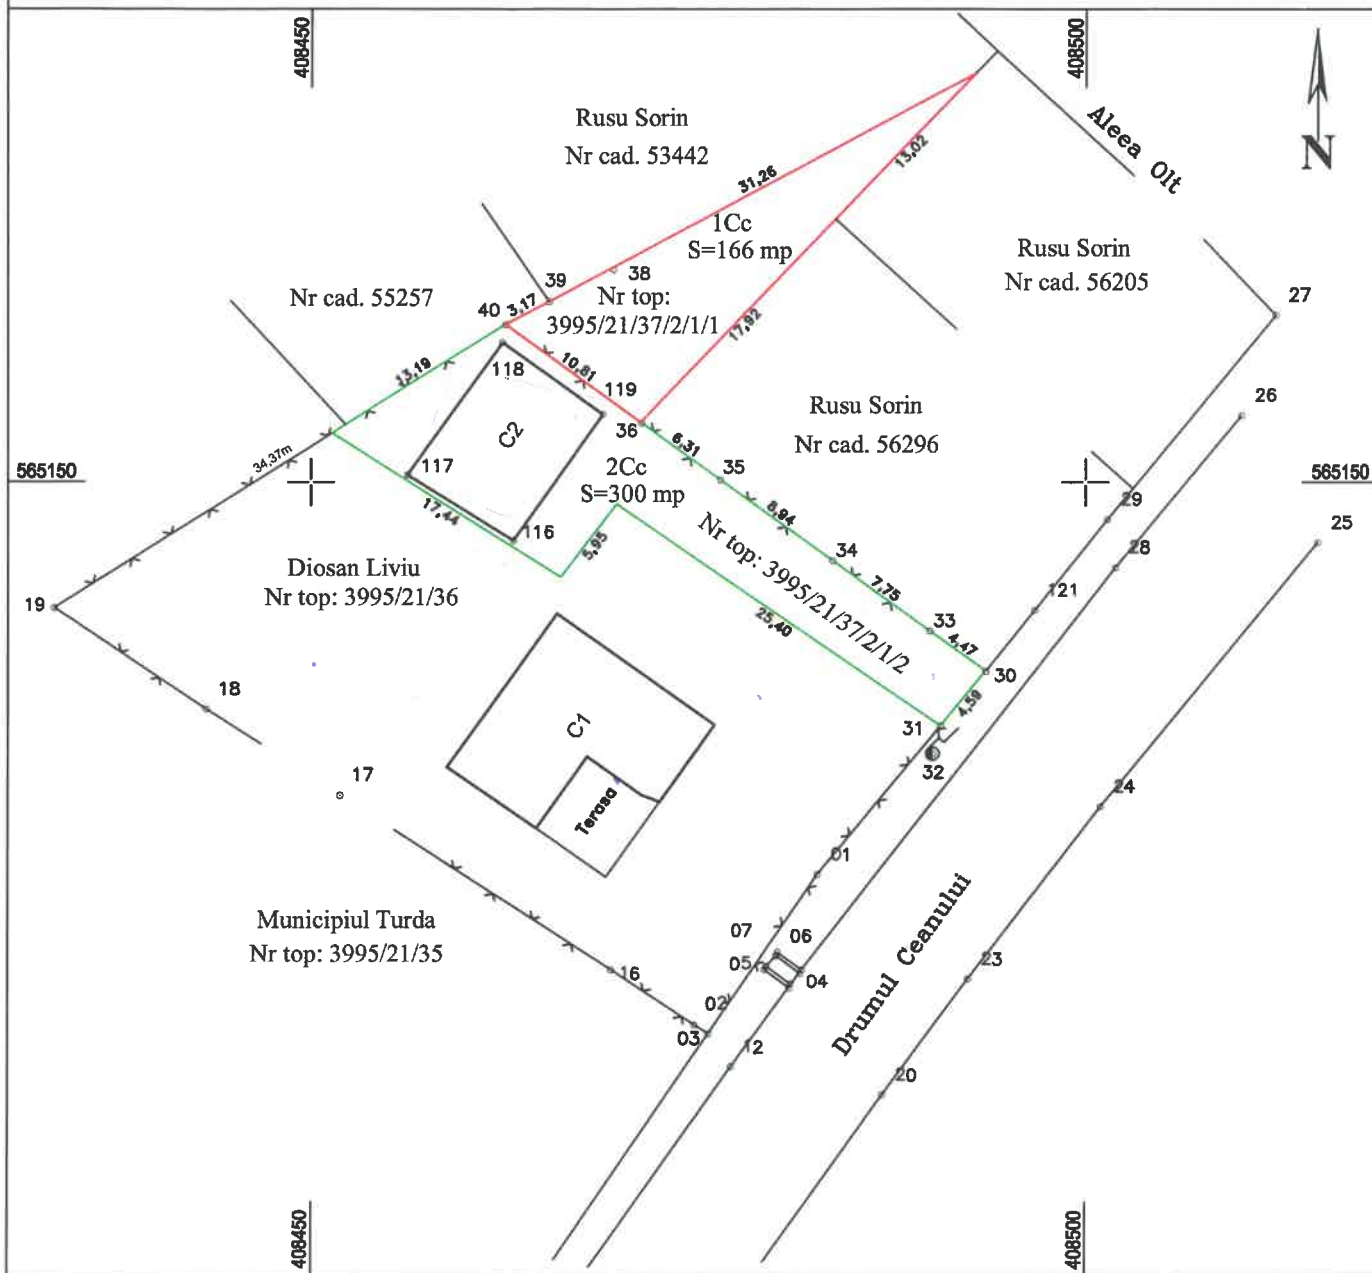 408450
408500
Rusu Sorin
Nr cad. 53442
Aleea Olt
N
13,02
31,26
1Cc
S=166 mp
Rusu Sorin
Nr cad. 56205
39
38
Nr cad. 55257
40
3,17
Nr top:
3995/21/37/2/1/1
27
17,92
118
10,81
119
13,19
36
Rusu Sorin
Nr cad. 56296
26
C2
6,31
35
34,37m
117
2Cc
S=300 mp
565150
565150
17,44
116
5,95
8,94
29
25
Nr top: 3995/21/37/2/1/2
34
28
Diosan Liviu
Nr top: 3995/21/36
7,75
121
19
25,40
33
4,47
30
18
4,59
31
C1
32
17
Terasa
24
01
Municipiul Turda
Nr top: 3995/21/35
07
06
05
04
16
02
03
12
Drumul Ceanului
23
20
408450
408500